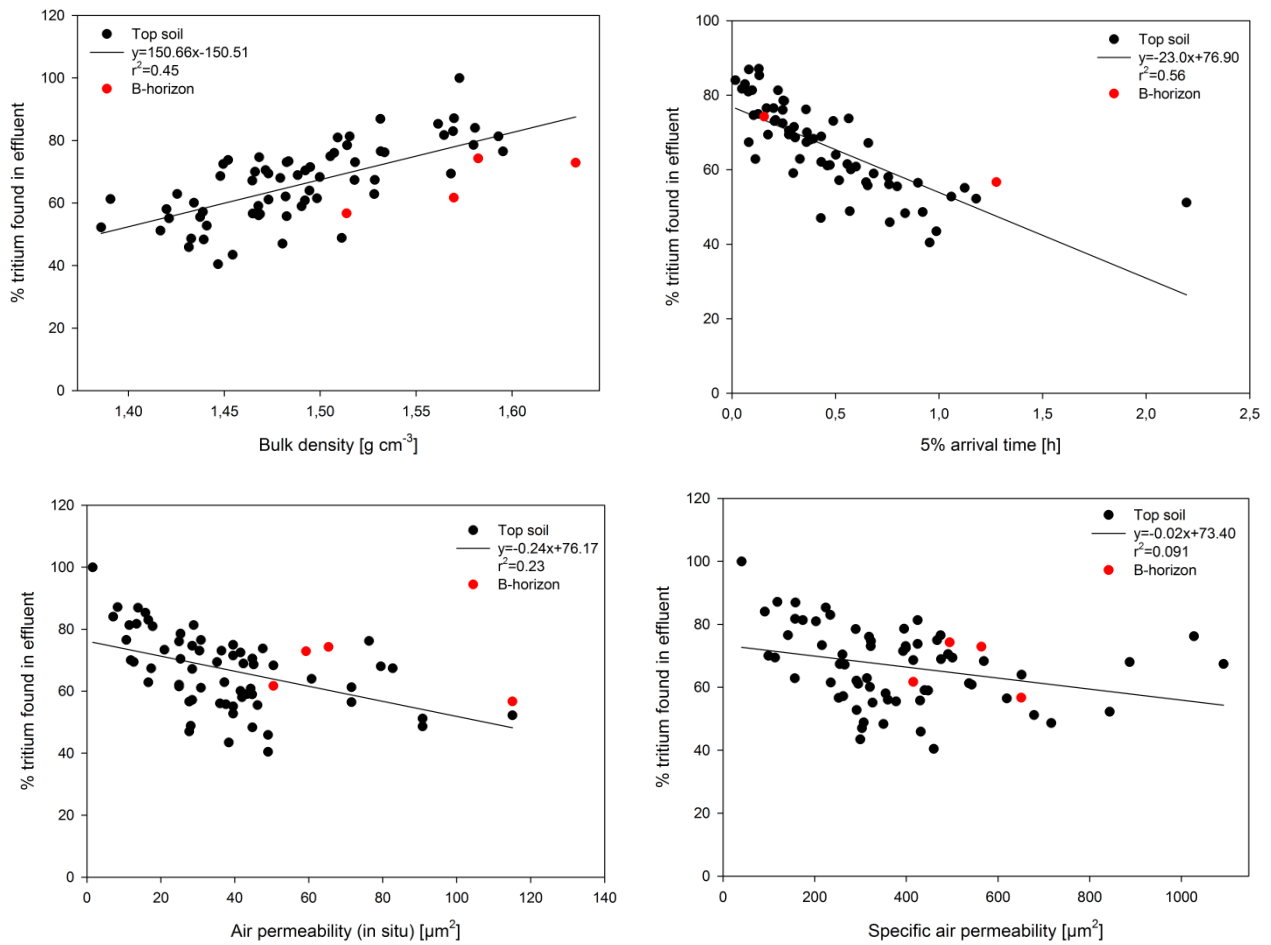 120
100
80
60
40
20
0
% tritium found in effluent
Top soil
y=150.66x-150.51
r²=0.45
B-horizon
1,40 1,45 1,50 1,55 1,60
Bulk density [g cm⁻³]
100
80
60
40
20
0
% tritium found in effluent
Top soil
y=-23.0x+76.90
r²=0.56
B-horizon
0,0 0,5 1,0 1,5 2,0 2,5
5% arrival time [h]
120
100
80
60
40
20
0
% tritium found in effluent
Top soil
y=-0.24x+76.17
r²=0.23
B-horizon
0 20 40 60 80 100 120 140
Air permeability (in situ) [µm²]
120
100
80
60
40
20
0
% tritium found in effluent
Top soil
y=-0.02x+73.40
r²=0.091
B-horizon
0 200 400 600 800 1000
Specific air permeability [µm²]